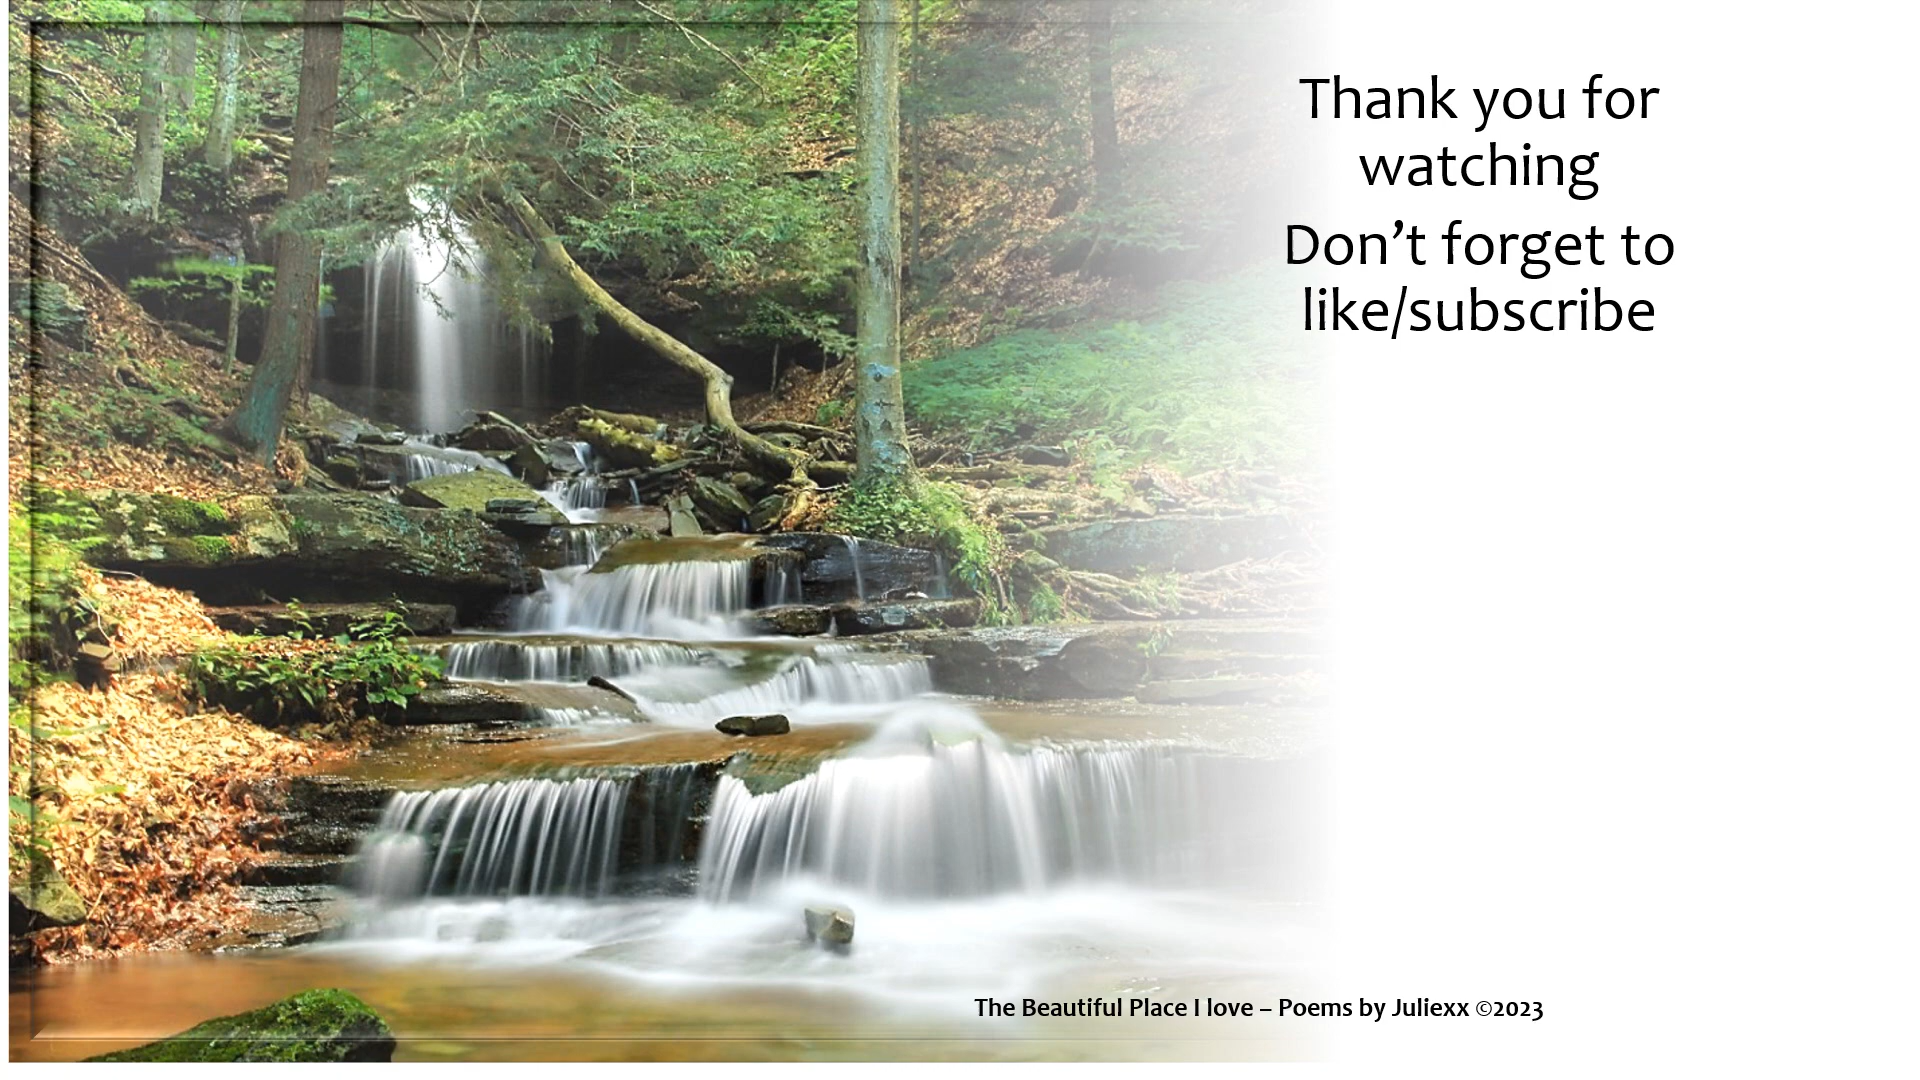 Thank you for
watching
Don’t forget to
like/subscribe
The Beautiful Place I love – Poems by Juliexx ©2023